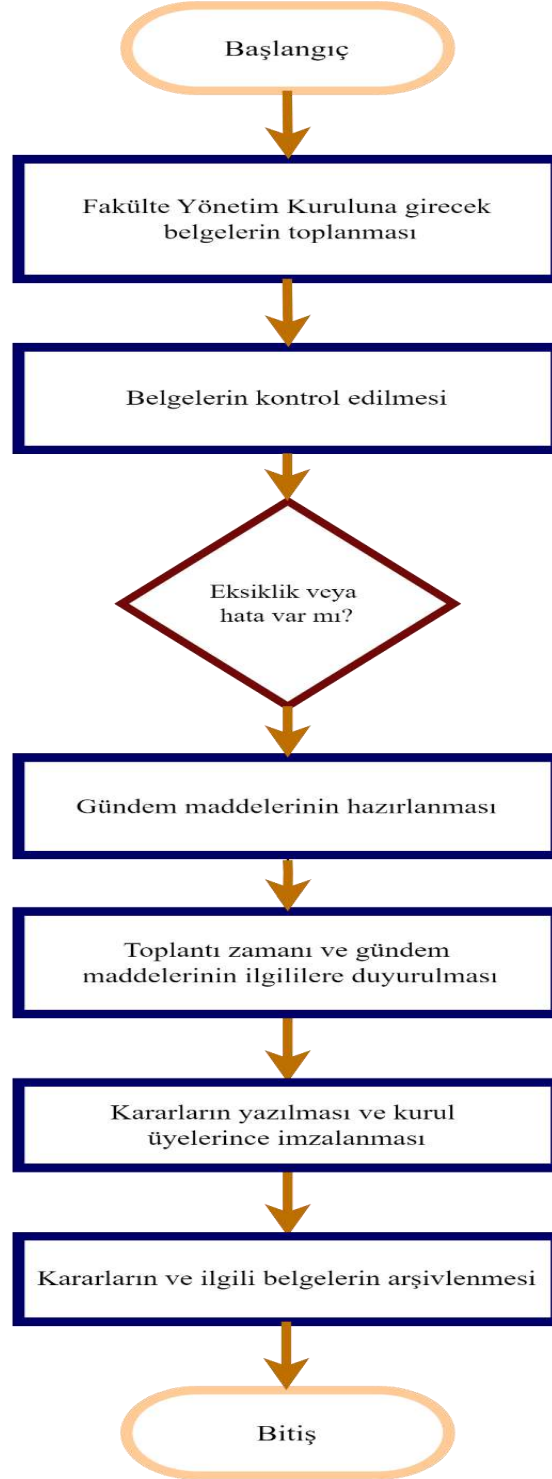 Başlangıç
Fakülte Yönetim Kuruluna girecek
belgelerin toplanması
Belgelerin kontrol edilmesi
Eksiklik veya
hata var mı?
Gündem maddelerinin hazırlanması
Toplantı zamanı ve gündem
maddelerinin ilgililere duyurulması
Kararların yazılması ve kurul
üyelerince imzalanması
Kararların ve ilgili belgelerin arşivlenmesi
Bitiş